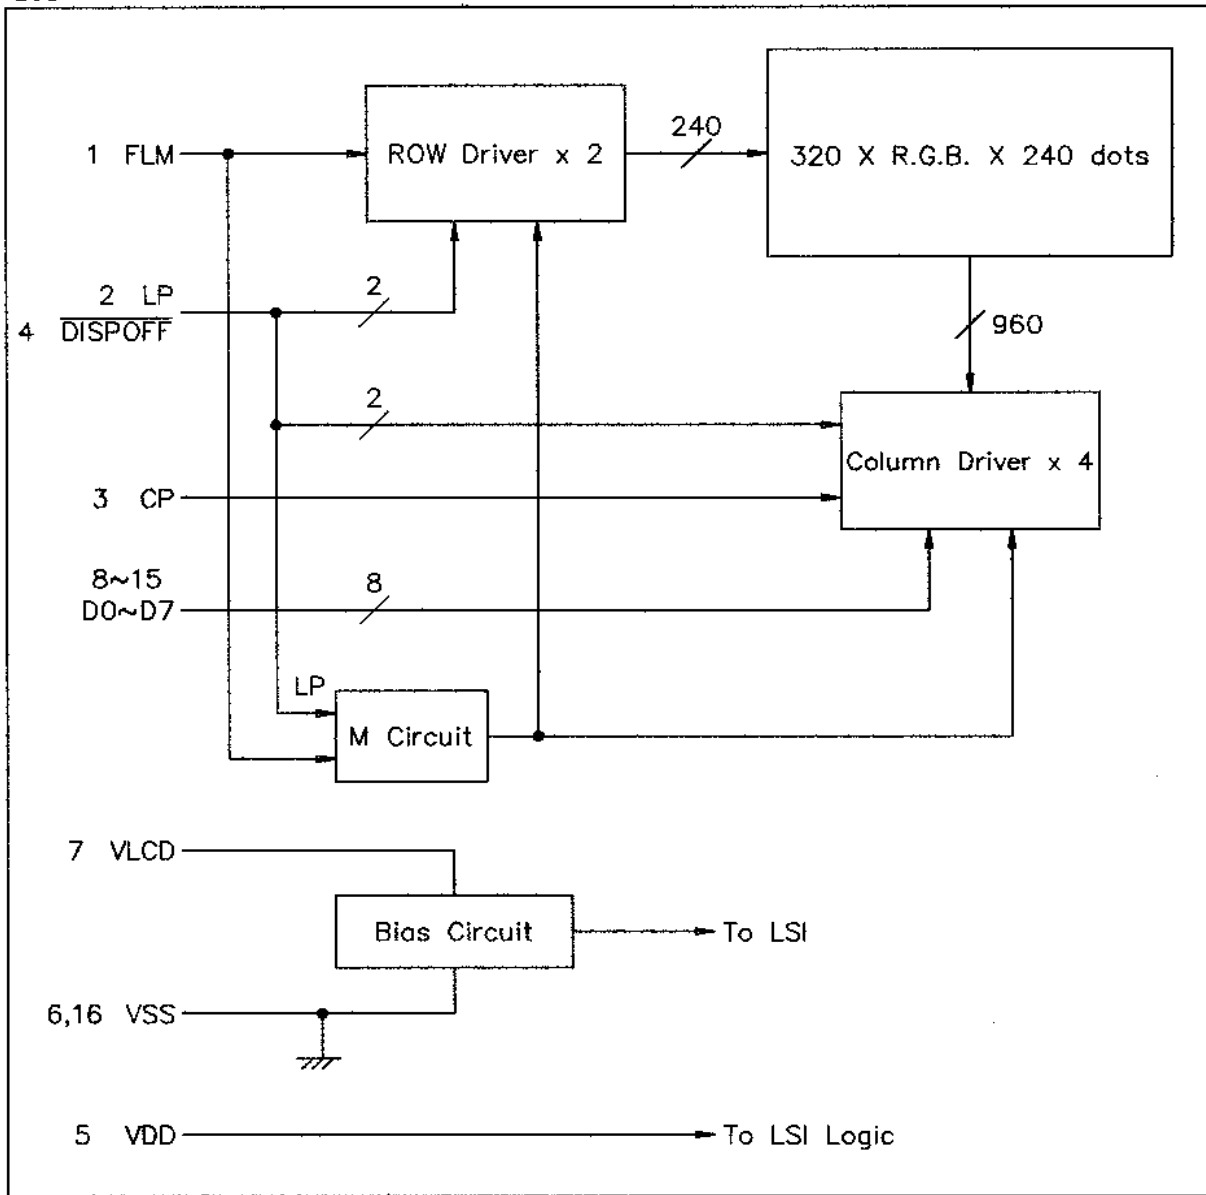 1 FLM
ROW Driver x 2
240
320 X R.G.B. X 240 dots
2 LP
2
4 DISPOFF
960
2
Column Driver x 4
3 CP
8~15
D0~D7
8
LP
M Circuit
7 VLCD
Bias Circuit
To LSI
6,16 VSS
5 VDD
To LSI Logic